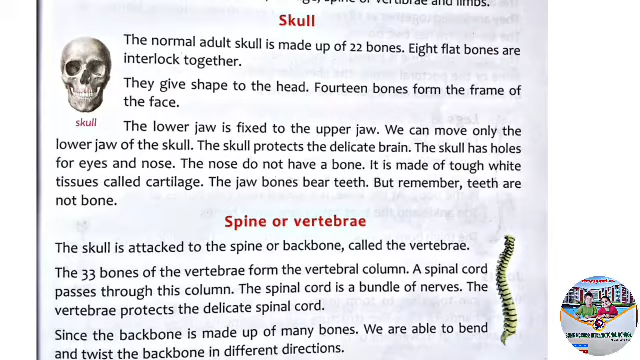 spine or vertibrae and limbs.
Skull
The normal adult skull is made up of 22 bones. Eight flat bones are
interlock together.
They give shape to the head. Fourteen bones form the frame of
the face.
skull
The lower jaw is fixed to the upper jaw. We can move only the
lower jaw of the skull. The skull protects the delicate brain. The skull has holes
for eyes and nose. The nose do not have a bone. It is made of tough white
tissues called cartilage. The jaw bones bear teeth. But remember, teeth are
not bone.
Spine or vertebrae
The skull is attacked to the spine or backbone, called the vertebrae.
The 33 bones of the vertebrae form the vertebral column. A spinal cord
passes through this column. The spinal cord is a bundle of nerves. The
vertebrae protects the delicate spinal cord.
Since the backbone is made up of many bones. We are able to bend
and twist the backbone in different directions.